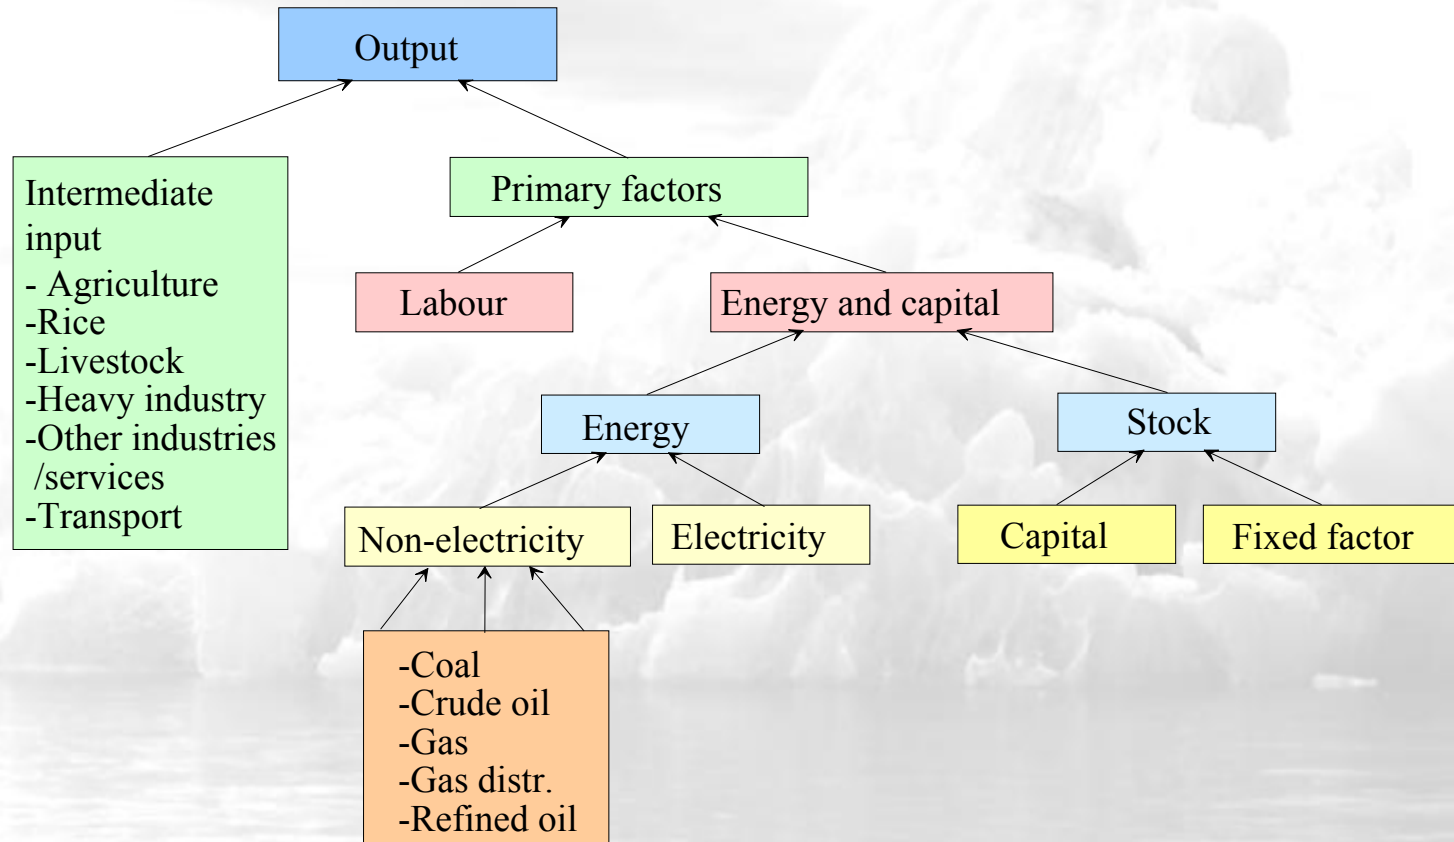 Output
Intermediate
input
- Agriculture
-Rice
-Livestock
-Heavy industry
-Other industries
/services
-Transport
Primary factors
Labour
Energy and capital
Energy
Stock
Non-electricity
Electricity
Capital
Fixed factor
-Coal
-Crude oil
-Gas
-Gas distr.
-Refined oil